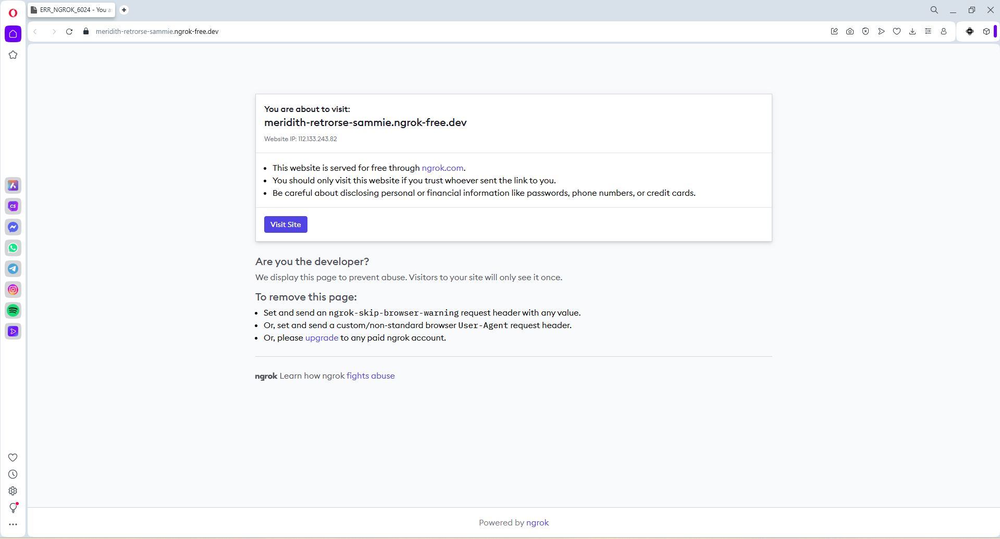 ERR_NGROK_6024 - You a
meridith-retrorse-sammie.ngrok-free.dev
You are about to visit:
meridith-retrorse-sammie.ngrok-free.dev
Website IP: 112.133.243.82
• This website is served for free through ngrok.com.
• You should only visit this website if you trust whoever sent the link to you.
• Be careful about disclosing personal or financial information like passwords, phone numbers, or credit cards.
Visit Site
CS
Are you the developer?
We display this page to prevent abuse. Visitors to your site will only see it once.
To remove this page:
• Set and send an ngrok-skip-browser-warning request header with any value.
• Or, set and send a custom/non-standard browser User-Agent request header.
• Or, please upgrade to any paid ngrok account.
ngrok Learn how ngrok fights abuse
Powered by ngrok